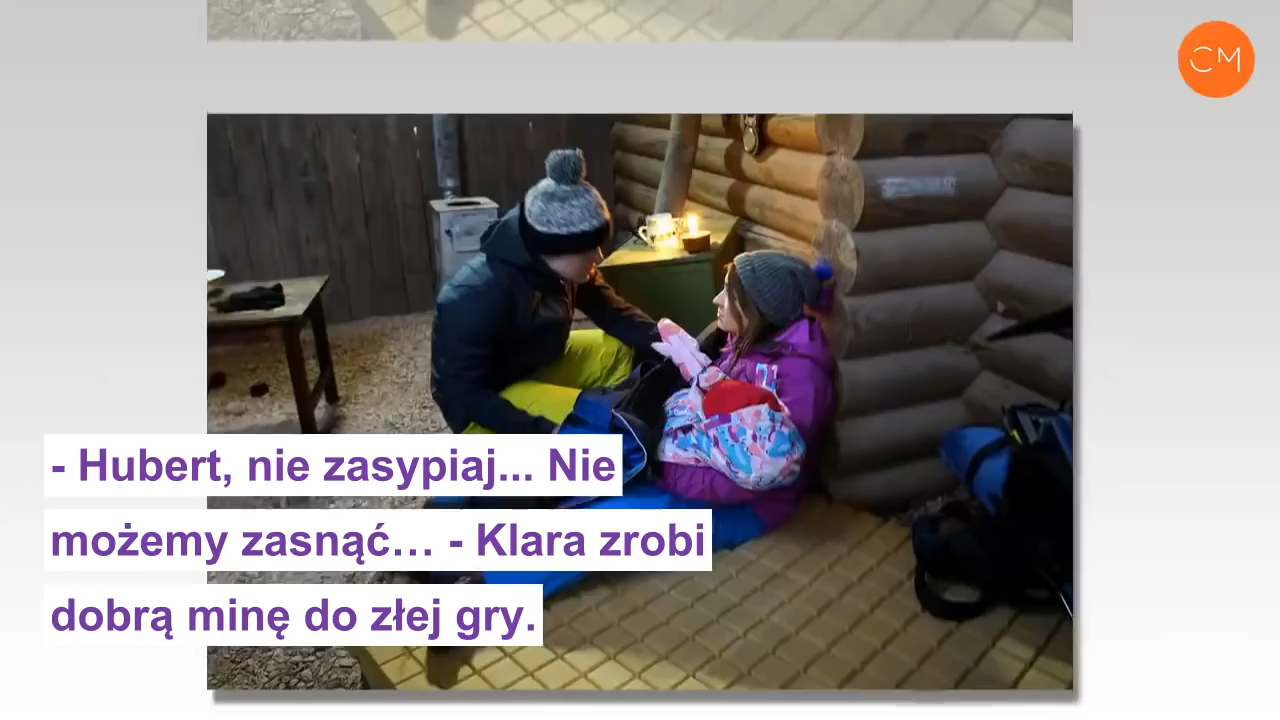 CM
- Hubert, nie zasypiaj... Nie
możemy zasnąć… - Klara zrobi
dobrą minę do złej gry.